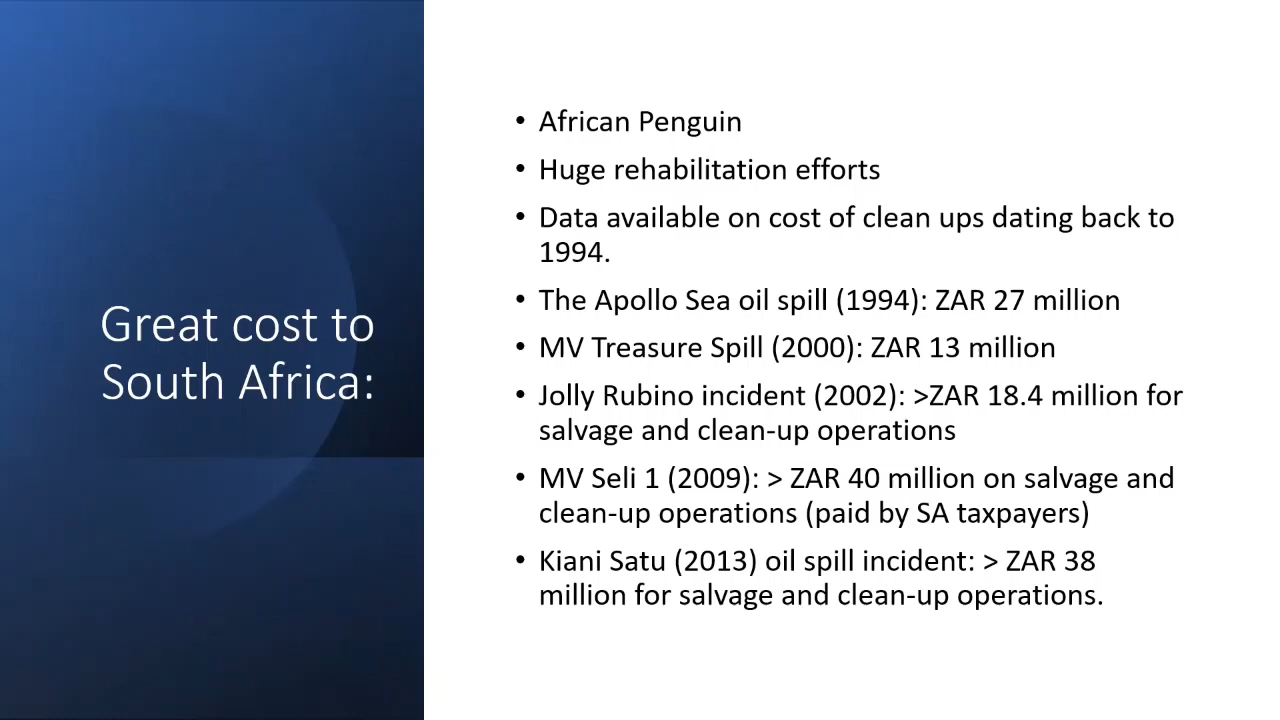 Great cost to
South Africa:
• African Penguin
• Huge rehabilitation efforts
• Data available on cost of clean ups dating back to
1994.
• The Apollo Sea oil spill (1994): ZAR 27 million
• MV Treasure Spill (2000): ZAR 13 million
• Jolly Rubino incident (2002): >ZAR 18.4 million for
salvage and clean-up operations
• MV Seli 1 (2009): > ZAR 40 million on salvage and
clean-up operations (paid by SA taxpayers)
• Kiani Satu (2013) oil spill incident: > ZAR 38
million for salvage and clean-up operations.